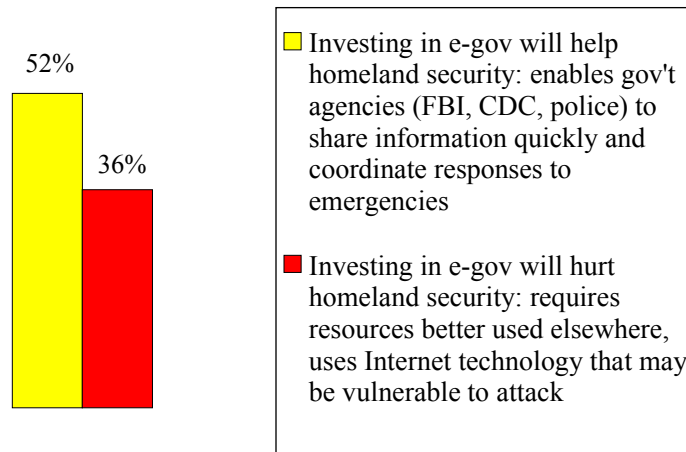 52%
36%
Investing in e-gov will help
homeland security: enables gov't
agencies (FBI, CDC, police) to
share information quickly and
coordinate responses to
emergencies
Investing in e-gov will hurt
homeland security: requires
resources better used elsewhere,
uses Internet technology that may
be vulnerable to attack